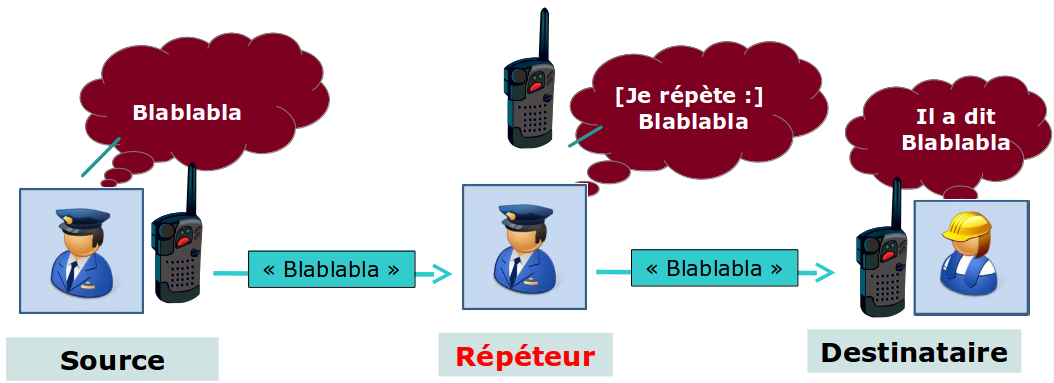 Blablabla
[Je répète :]
Blablabla
Il a dit
Blablabla
« Blablabla »
« Blablabla »
Source
Répéteur
Destinataire